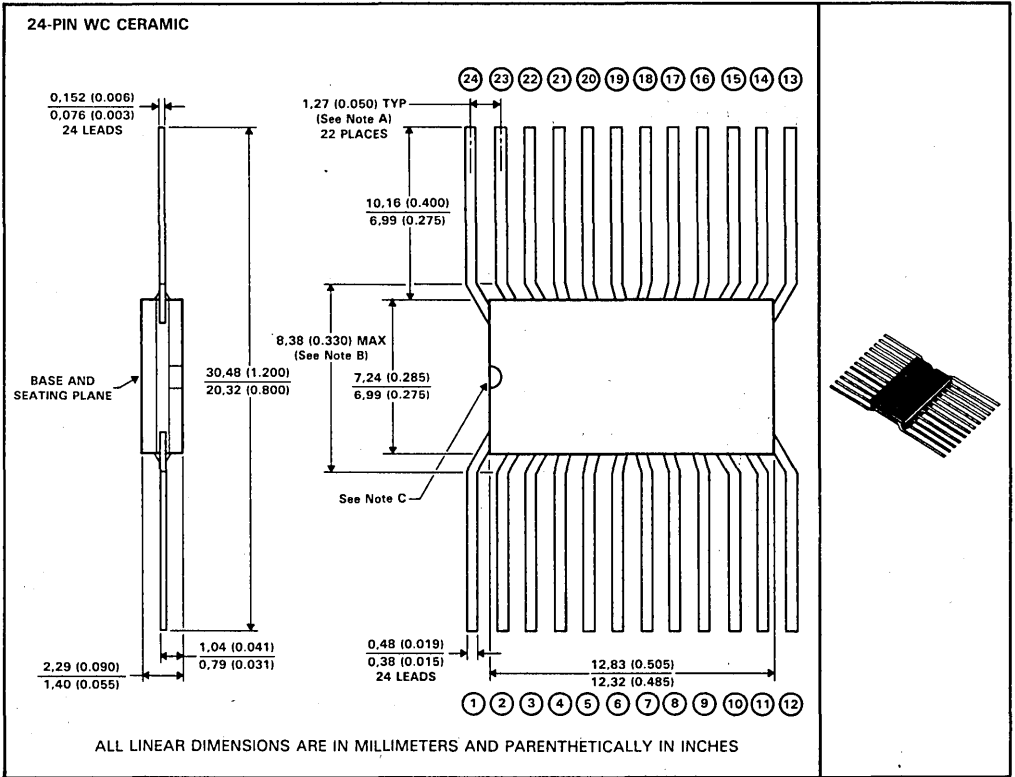 24-PIN WC CERAMIC
24 23 22 21 20 19 18 17 16 15 14 13
0,152 (0.006)
0,076 (0.003)
24 LEADS
1,27 (0.050) TYP
(See Note A)
22 PLACES
10,16 (0.400)
6,99 (0.275)
8,38 (0.330) MAX
(See Note B)
7,24 (0.285)
6,99 (0.275)
30,48 (1.200)
20,32 (0.800)
BASE AND
SEATING PLANE
See Note C
1,04 (0.041)
0,79 (0.031)
2,29 (0.090)
1,40 (0.055)
0,48 (0.019)
0,38 (0.015)
24 LEADS
12,83 (0.505)
12,32 (0.485)
1 2 3 4 5 6 7 8 9 10 11 12
ALL LINEAR DIMENSIONS ARE IN MILLIMETERS AND PARENTHETICALLY IN INCHES